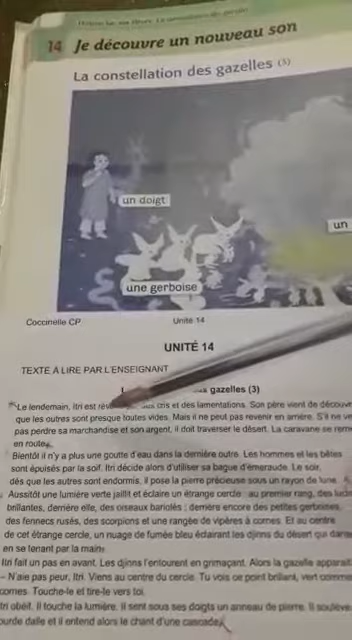 14 Je découvre un nouveau son
La constellation des gazelles (3)
un doigt
un
une gerboise
Coccinelle CP
Unité 14
UNITÉ 14
TEXTE À LIRE PAR L'ENSEIGNANT
gazelles (3)
Le lendemain, Itri est cris et des lamentations. Son père vient de découvr
que les outres sont presque toutes vides. Mais il ne peut pas revenir en arrière. S'il ne ve
pas perdre sa marchandise et son argent, il doit traverser le désert. La caravane se rem
en route.
Bientôt il n'y a plus une goutte d'eau dans la dernière outre. Les hommes et les bêtes
sont épuisés par la soif. Itri décide alors d'utiliser sa bague d'émeraude. Le soir,
dès que les autres sont endormis, il pose la pierre précieuse sous un rayon de lune.
Aussitôt une lumière verte jaillit et éclaire un étrange cercle : au premier rang, des
brillantes, derrière elle, des oiseaux bariolés ; derrière encore des petites gerboises,
des fennecs rusés, des scorpions et une rangée de vipères à cornes. Et au centre
de cet étrange cercle, un nuage de fumée bleu éclairant les djinns du désert qui dans
en se tenant par la main.
Itri fait un pas en avant. Les djinns l'entourent en grimaçant. Alors la gazelle apparaît
– N'aie pas peur, Itri. Viens au centre du cercle. Tu vois ce point brillant, vert comme
cornes. Touche-le et tire-le vers toi.
tri obéit. Il touche la lumière. Il sent sous ses doigts un anneau de pierre. Il soulève
ourde dalle et il entend alors le chant d'une cascade.